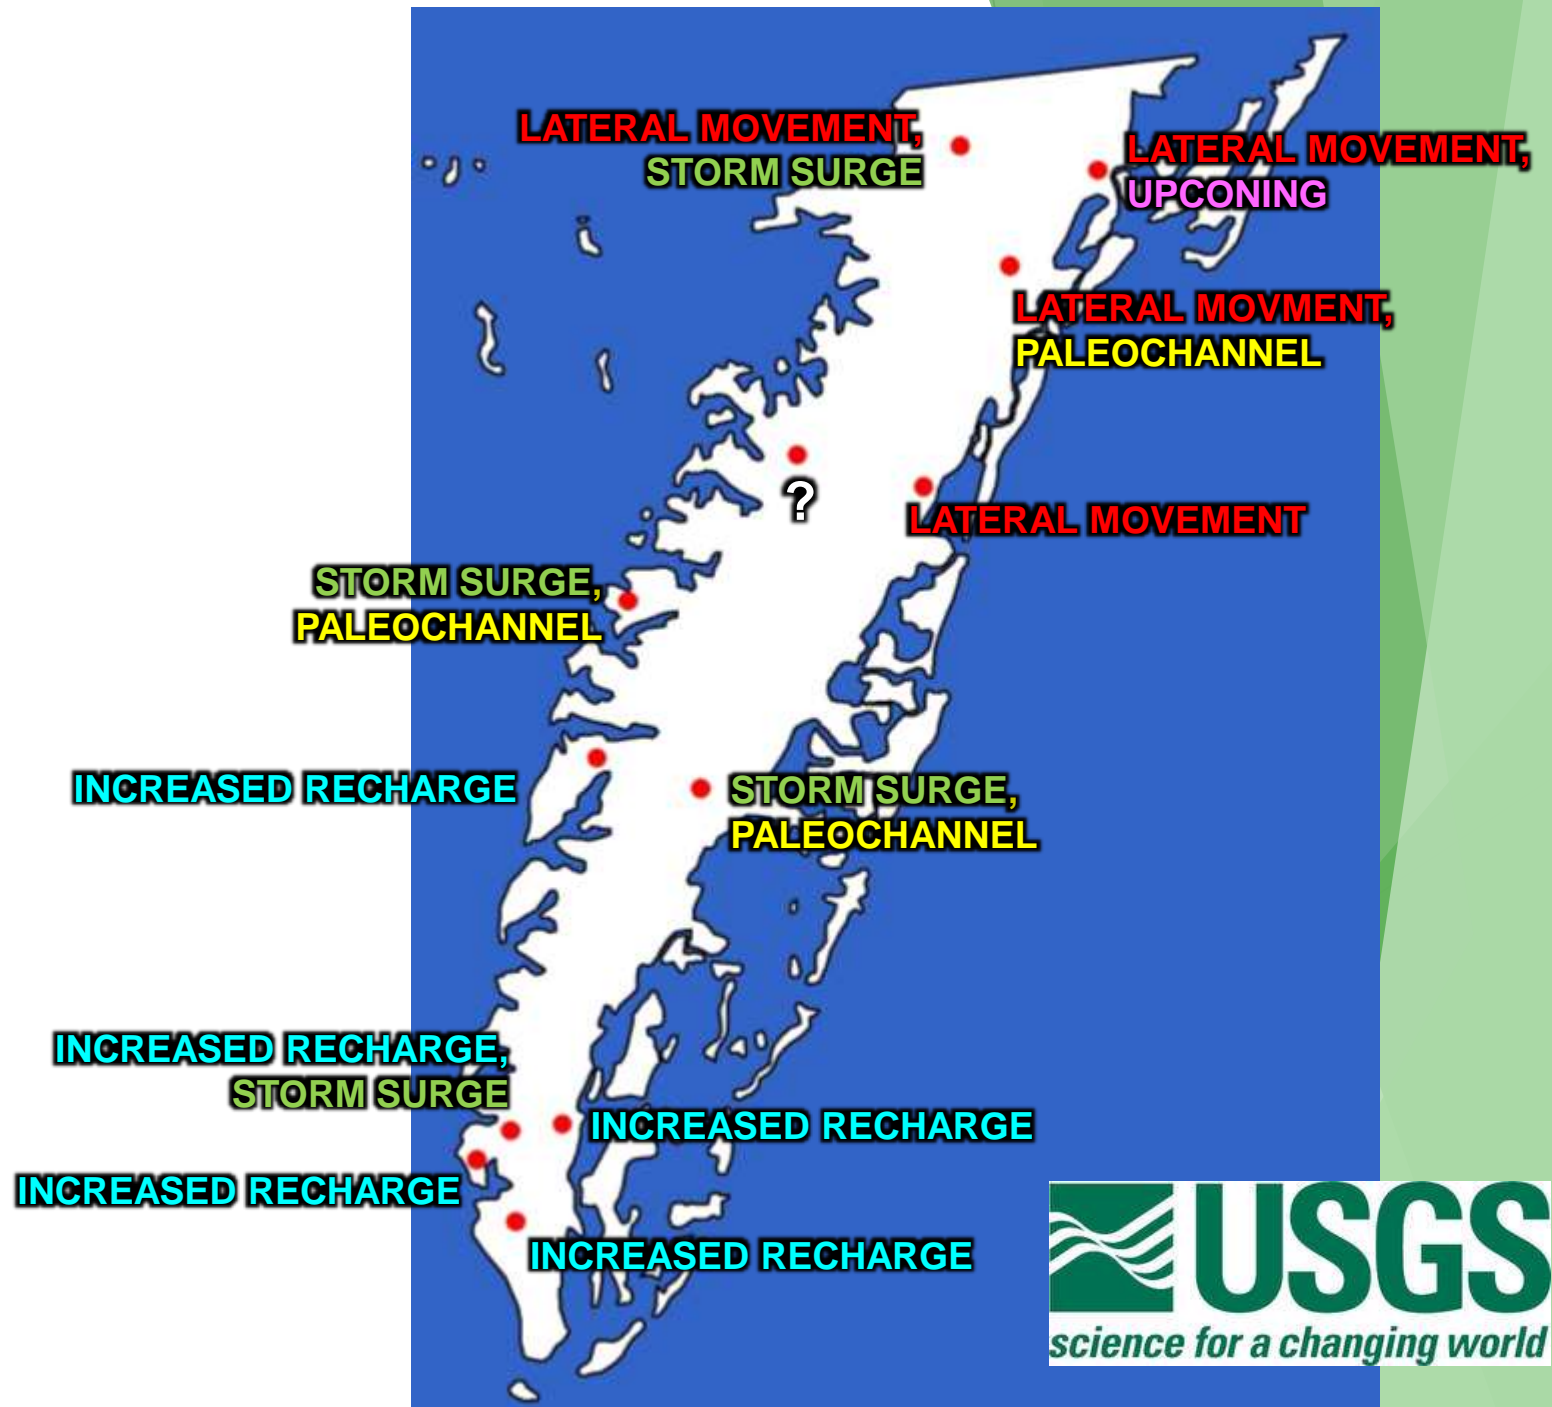 LATERAL MOVEMENT,
STORM SURGE
LATERAL MOVEMENT,
UPCONING
LATERAL MOVMENT,
PALEOCHANNEL
?
LATERAL MOVEMENT
STORM SURGE,
PALEOCHANNEL
INCREASED RECHARGE
STORM SURGE,
PALEOCHANNEL
INCREASED RECHARGE,
STORM SURGE
INCREASED RECHARGE
INCREASED RECHARGE
INCREASED RECHARGE
USGS
science for a changing world